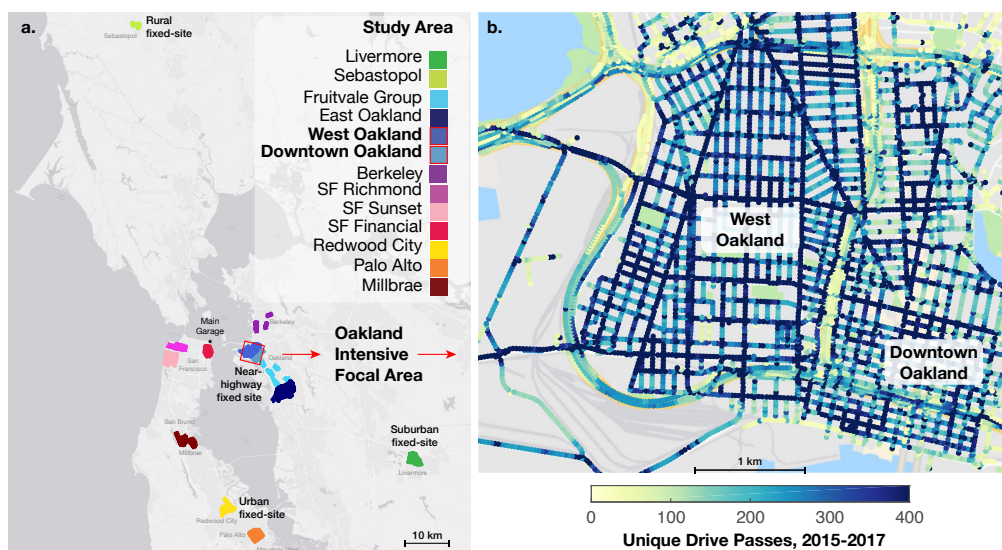 a.
Rural
fixed-site
Sebastopol
Study Area
Livermore
Sebastopol
Fruitvale Group
East Oakland
West Oakland
Downtown Oakland
Berkeley
SF Richmond
SF Sunset
SF Financial
Redwood City
Palo Alto
Millbrae
Main
Garage
Berkeley
San
Francisco
Oakland
Near-
highway
fixed site
Oakland
Intensive
Focal Area
San Bruno
Millbrae
Suburban
fixed-site
Livermore
Urban
fixed-site
Redwood City
Palo Alto
10 km
b.
West
Oakland
Downtown
Oakland
1 km
0 100 200 300 400
Unique Drive Passes, 2015-2017